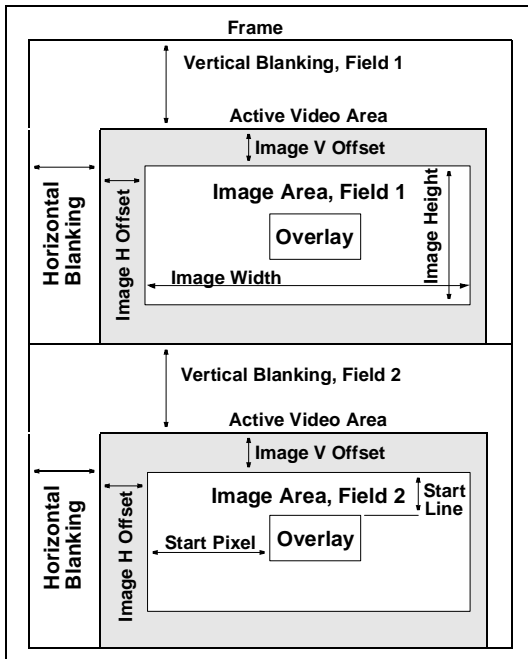 Frame
Vertical Blanking, Field 1
Active Video Area
Image V Offset
Horizontal
Blanking
Image H Offset
Image Area, Field 1
Image Height
Overlay
Image Width
Vertical Blanking, Field 2
Active Video Area
Image V Offset
Horizontal
Blanking
Image H Offset
Image Area, Field 2
Start
Line
Start Pixel
Overlay